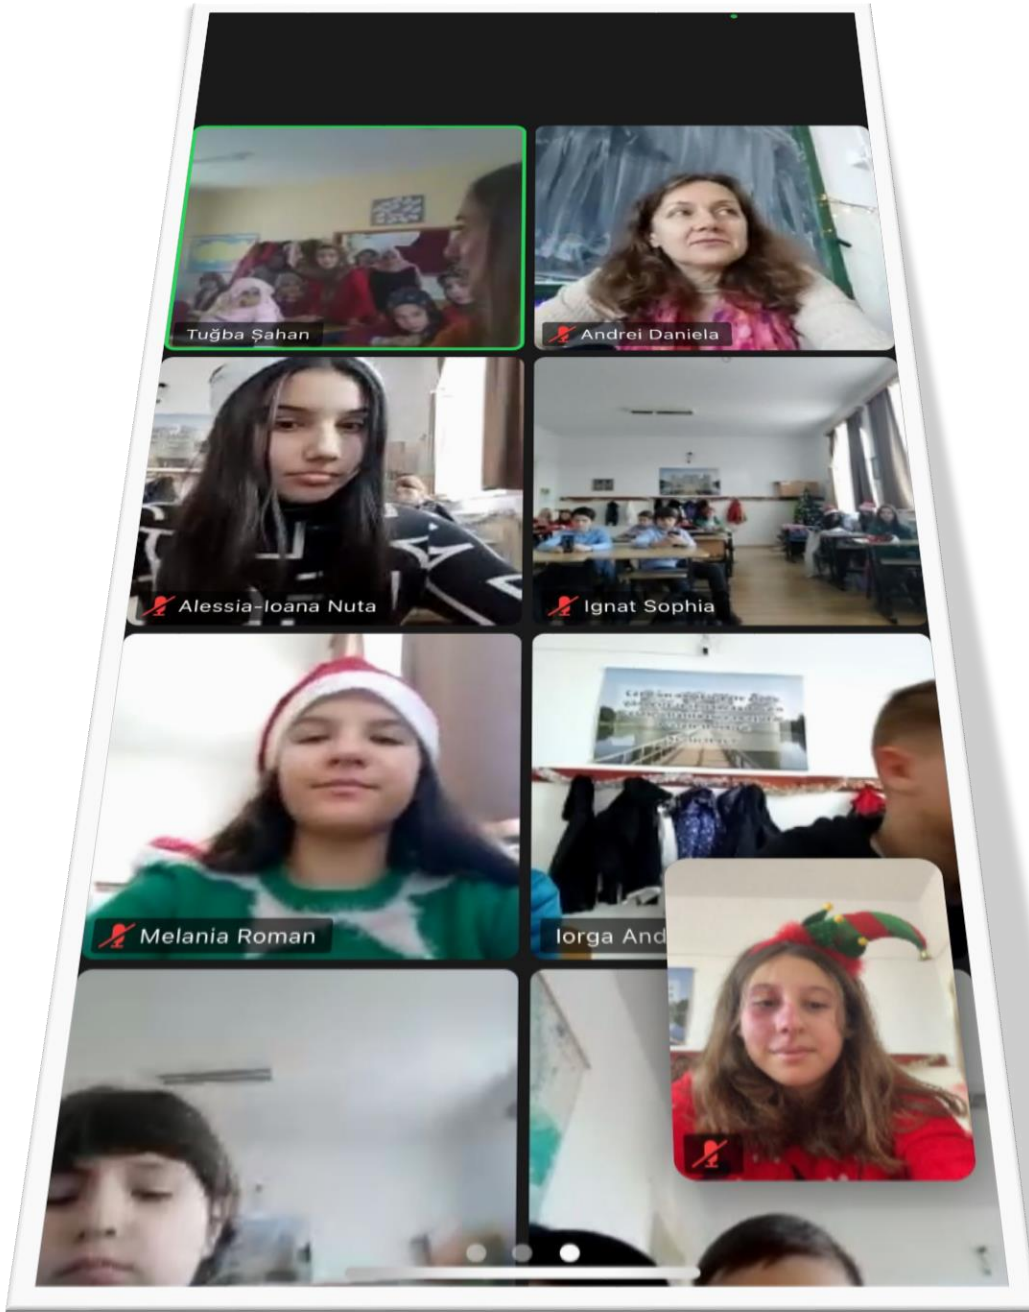 Tuğba Şahan
Andrei Daniela
Alessia-Ioana Nuta
Ignat Sophia
Melania Roman
Iorga And